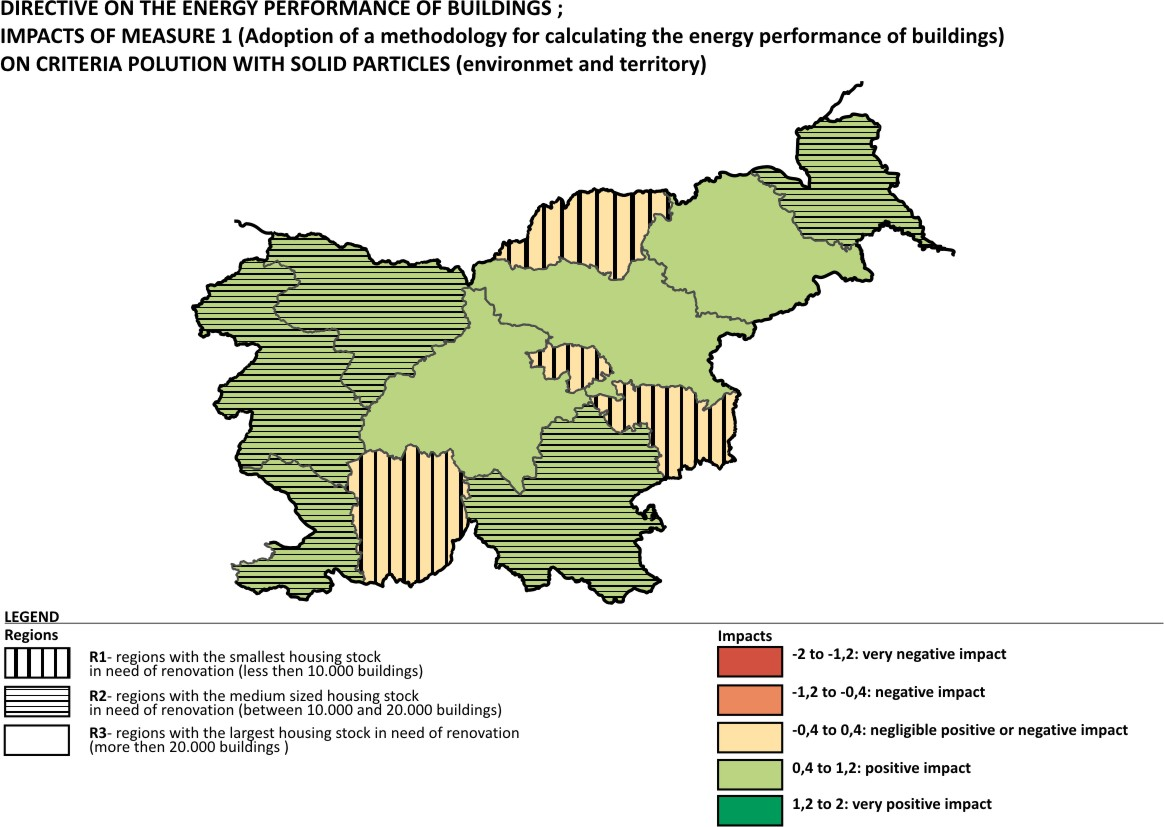 DIRECTIVE ON THE ENERGY PERFORMANCE OF BUILDINGS ;
IMPACTS OF MEASURE 1 (Adoption of a methodology for calculating the energy performance of buildings)
ON CRITERIA POLUTION WITH SOLID PARTICLES (environmet and territory)
LEGEND
Regions
R1- regions with the smallest housing stock
in need of renovation (less then 10.000 buildings)
R2- regions with the medium sized housing stock
in need of renovation (between 10.000 and 20.000 buildings)
R3- regions with the largest housing stock in need of renovation
(more then 20.000 buildings )
Impacts
-2 to -1,2: very negative impact
-1,2 to -0,4: negative impact
-0,4 to 0,4: negligible positive or negative impact
0,4 to 1,2: positive impact
1,2 to 2: very positive impact